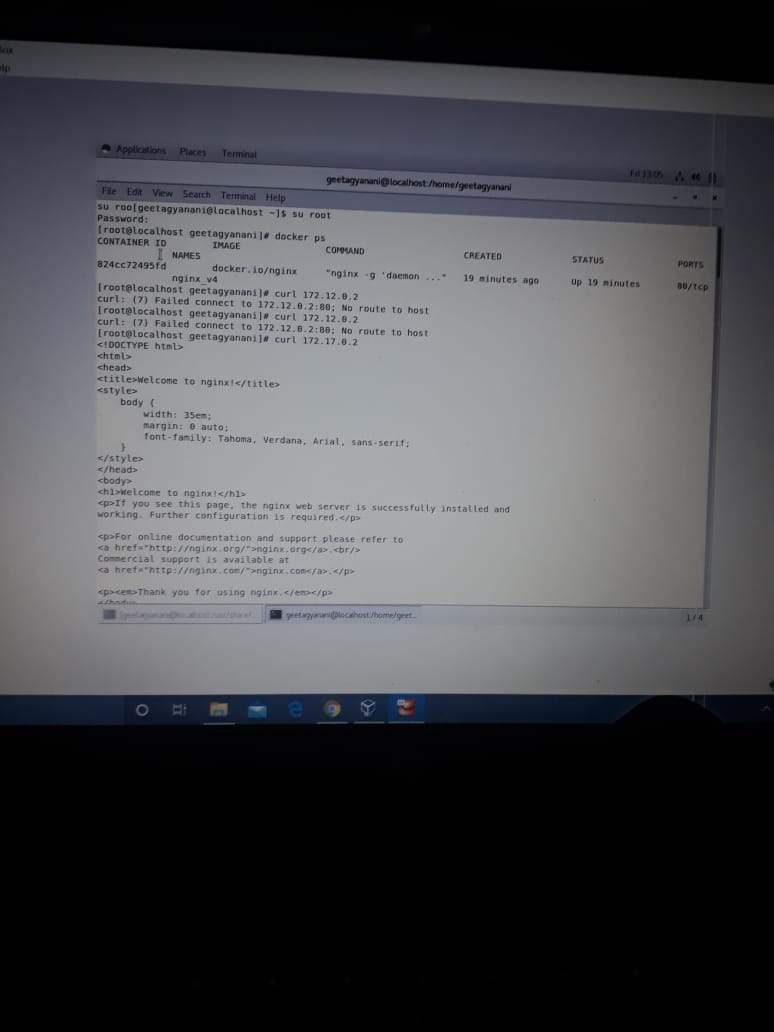 Applications Places Terminal
Fri 13:05
geetagyanani@localhost:/home/geetagyanani
File Edit View Search Terminal Help
su roo[geetagyanani@localhost ~]$ su root
Password:
[root@localhost geetagyanani]# docker ps
CONTAINER ID IMAGE COMMAND CREATED STATUS PORTS
NAMES
824cc72495fd docker.io/nginx "nginx -g 'daemon ..." 19 minutes ago Up 19 minutes 80/tcp
nginx_v4
[root@localhost geetagyanani]# curl 172.12.0.2
curl: (7) Failed connect to 172.12.0.2:80; No route to host
[root@localhost geetagyanani]# curl 172.12.0.2
curl: (7) Failed connect to 172.12.0.2:80; No route to host
[root@localhost geetagyanani]# curl 172.17.0.2
<!DOCTYPE html>
<html>
<head>
<title>Welcome to nginx!</title>
<style>
body {
width: 35em;
margin: 0 auto;
font-family: Tahoma, Verdana, Arial, sans-serif;
}
</style>
</head>
<body>
<h1>Welcome to nginx!</h1>
<p>If you see this page, the nginx web server is successfully installed and
working. Further configuration is required.</p>
<p>For online documentation and support please refer to
<a href="http://nginx.org/">nginx.org</a>.<br/>
Commercial support is available at
<a href="http://nginx.com/">nginx.com</a>.</p>
<p><em>Thank you for using nginx.</em></p>
geetagyanani@localhost:/home/geet...
1 / 4